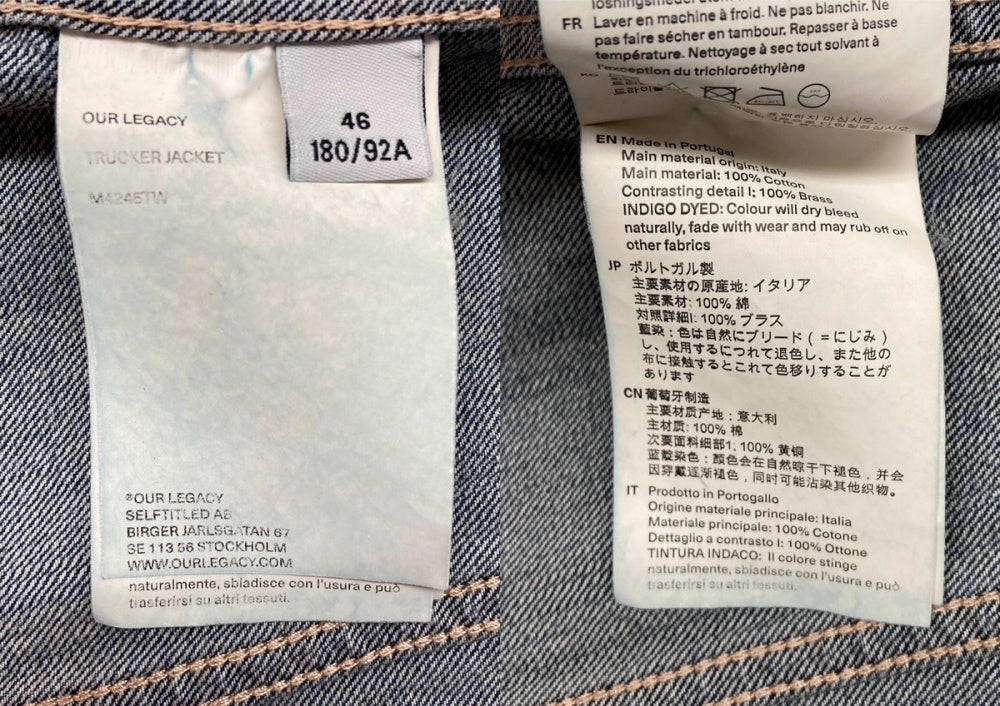 OUR LEGACY
TRUCKER JACKET
M4245TW
46
180/92A
®OUR LEGACY
SELFTITLED AB
BIRGER JARLSGATAN 67
SE 113 56 STOCKHOLM
WWW.OURLEGACY.COM
naturalmente, sbiadisce con l'usura e può
trasferirsi su altri tessuti.
FR Laver en machine à froid. Ne pas blanchir. Ne
pas faire sécher en tambour. Repasser à basse
température. Nettoyage à sec tout solvant à
l'exception du trichloroéthylène
KO
EN Made in Portugal
Main material origin: Italy
Main material: 100% Cotton
Contrasting detail I: 100% Brass
INDIGO DYED: Colour will dry bleed
naturally, fade with wear and may rub off on
other fabrics
JP ポルトガル製
主要素材の原産地: イタリア
主要素材: 100% 綿
対照詳細I: 100% ブラス
藍染：色は自然にブリード（=にじみ）
し、使用するにつれて退色し、また他の
布に接触するとこれて色移りすることが
あります
CN 葡萄牙制造
主要材质产地：意大利
主材质: 100% 棉
次要面料细部1: 100% 黄铜
蓝靛染色：颜色会在自然晾干下褪色，并会
因穿戴逐渐褪色，同时可能沾染其他织物。
IT Prodotto in Portogallo
Origine materiale principale: Italia
Materiale principale: 100% Cotone
Dettaglio a contrasto I: 100% Ottone
TINTURA INDACO: Il colore stinge
naturalmente, sbiadisce con l'usura e può
trasferirsi su altri tessuti.